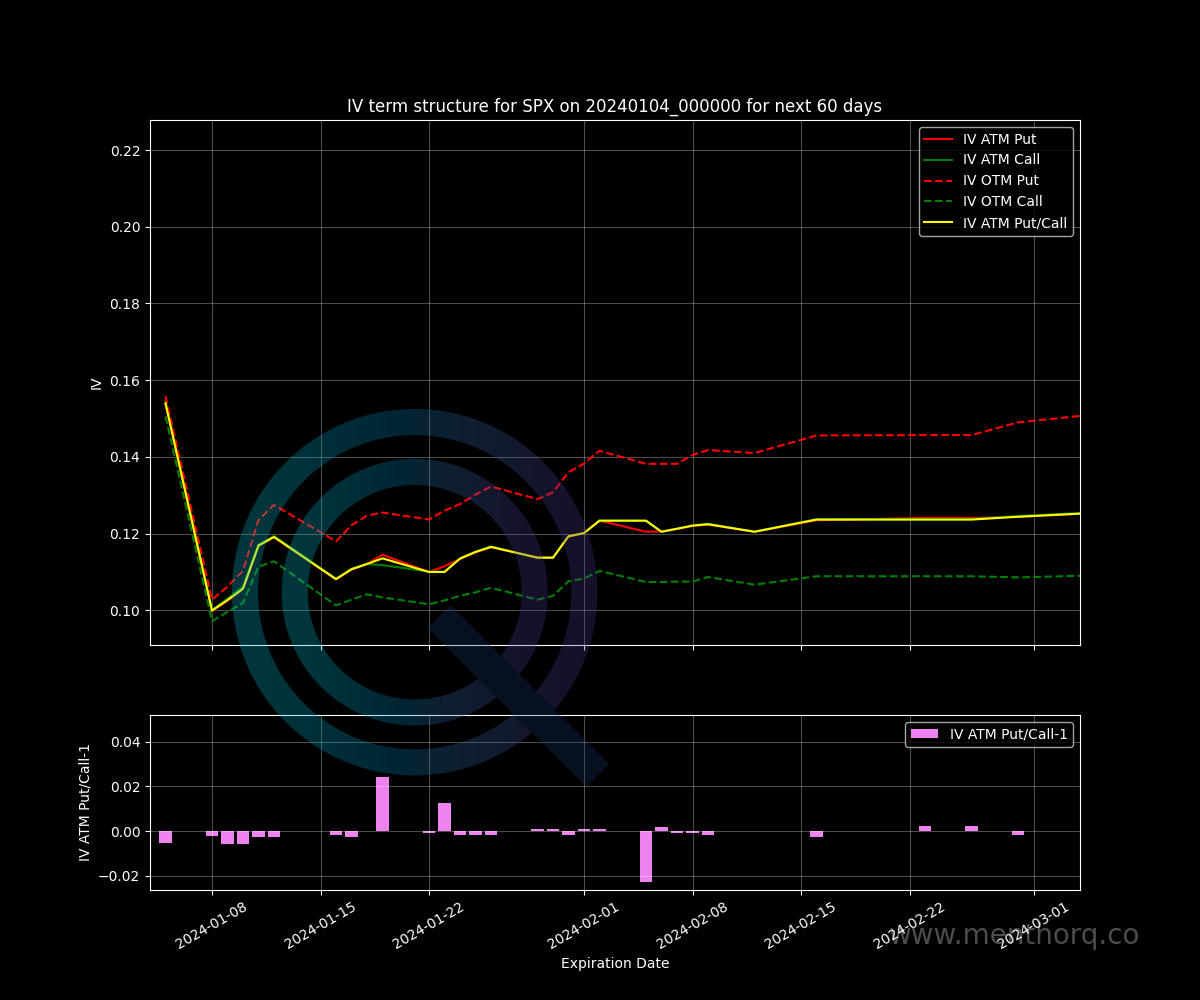 IV term structure for SPX on 20240104_000000 for next 60 days
IV ATM Put
IV ATM Call
IV OTM Put
IV OTM Call
IV ATM Put/Call
0.22
0.20
0.18
0.16
0.14
0.12
0.10
IV
IV ATM Put/Call-1
0.04
0.02
0.00
−0.02
IV ATM Put/Call-1
2024-01-08
2024-01-15
2024-01-22
2024-02-01
2024-02-08
2024-02-15
2024-02-22
2024-03-01
www.menthorq.co
Expiration Date